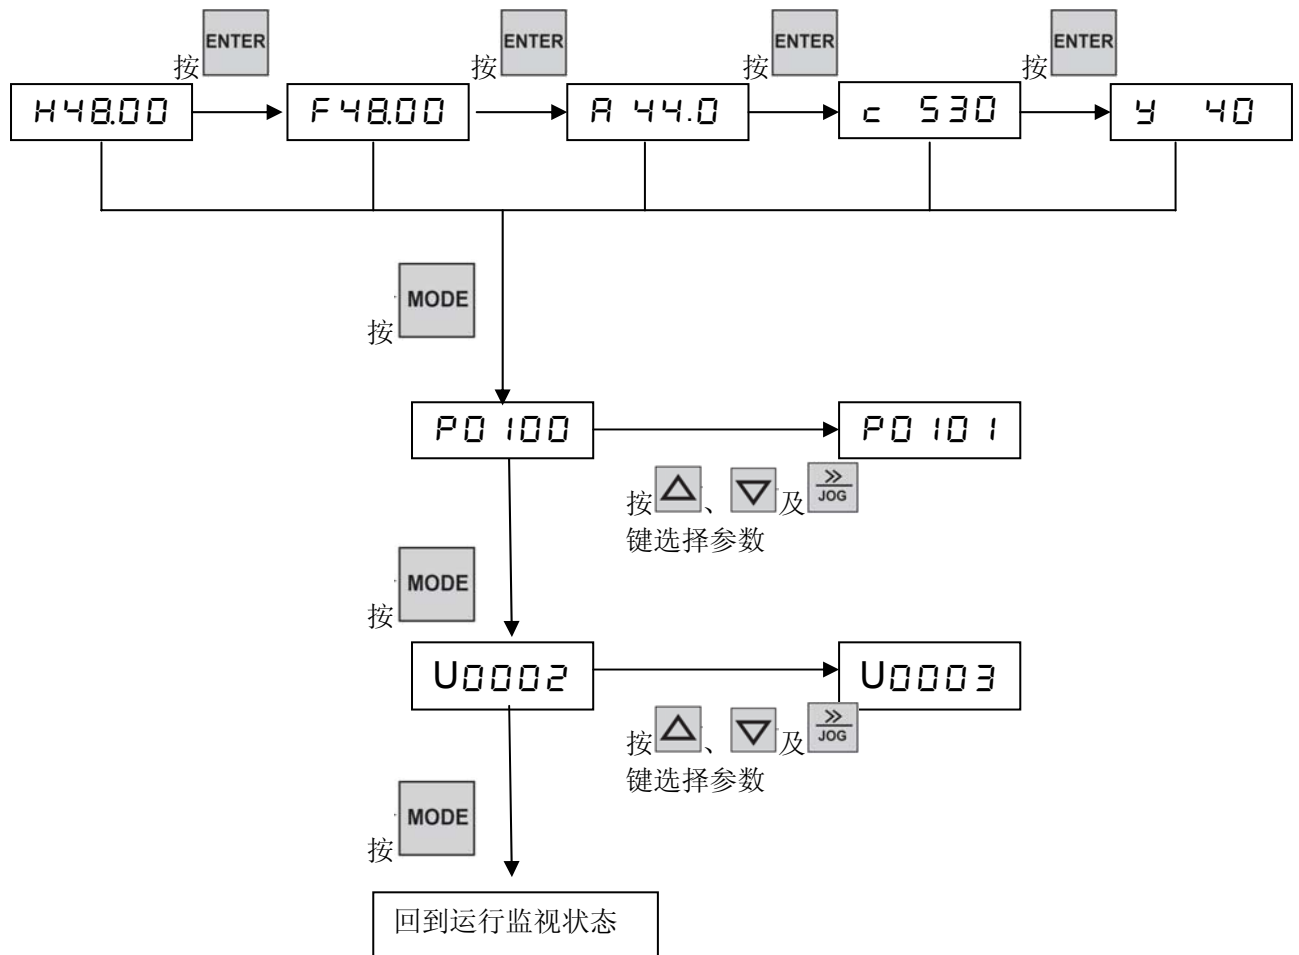 按 ENTER 按 ENTER 按 ENTER 按 ENTER
H48.00 F48.00 A 44.0 c 530 y 40
按 MODE
P0100 P0101
按 、 及 >> JOG
键选择参数
按 MODE
U0002 U0003
按 、 及 >> JOG
键选择参数
按 MODE
回到运行监视状态